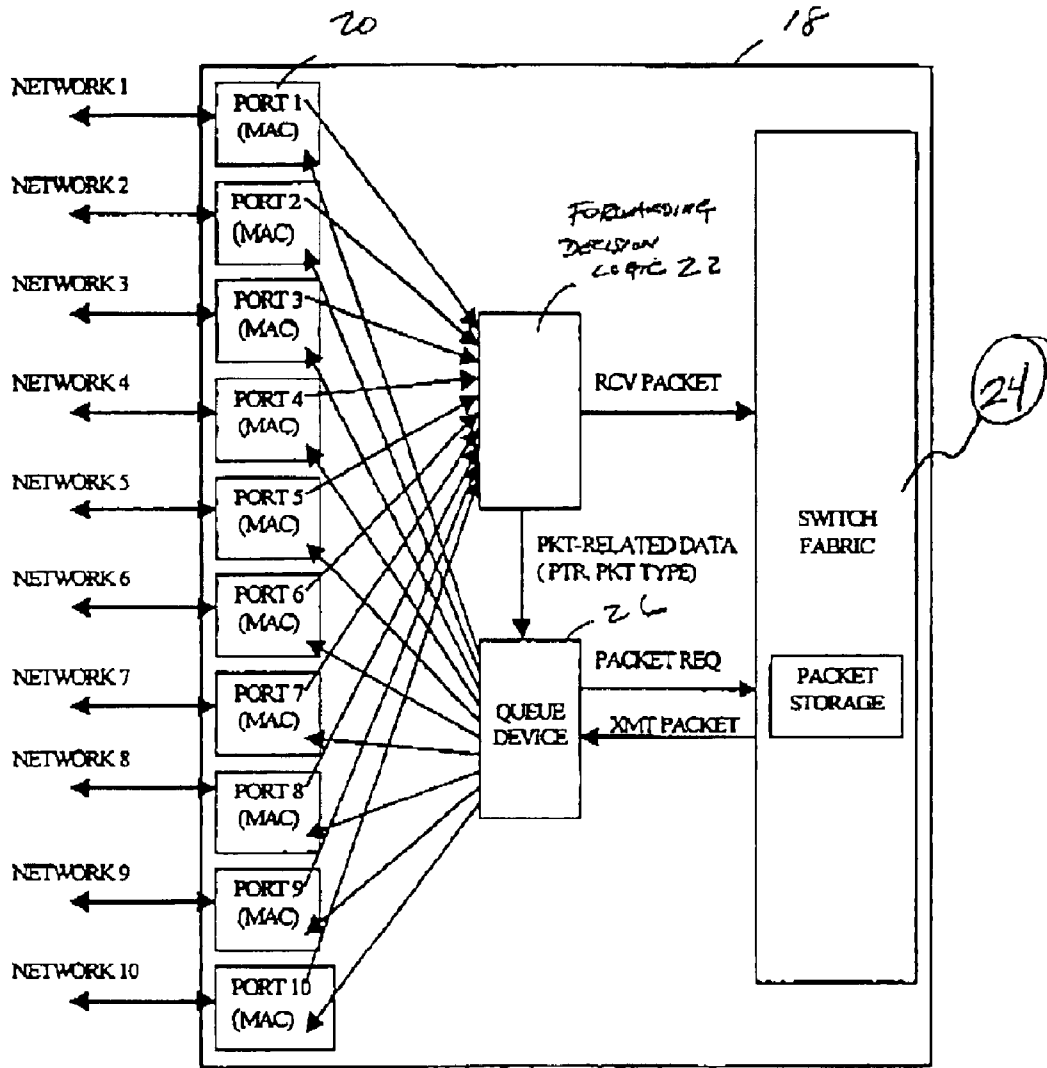 20
18
NETWORK 1
PORT 1
(MAC)
NETWORK 2
PORT 2
(MAC)
NETWORK 3
PORT 3
(MAC)
NETWORK 4
PORT 4
(MAC)
NETWORK 5
PORT 5
(MAC)
NETWORK 6
PORT 6
(MAC)
NETWORK 7
PORT 7
(MAC)
NETWORK 8
PORT 8
(MAC)
NETWORK 9
PORT 9
(MAC)
NETWORK 10
PORT 10
(MAC)
FORWARDING
DECISION
LOGIC 22
RCV PACKET
24
SWITCH
FABRIC
PKT-RELATED DATA
(PTR, PKT TYPE)
26
QUEUE
DEVICE
PACKET REQ
XMT PACKET
PACKET
STORAGE